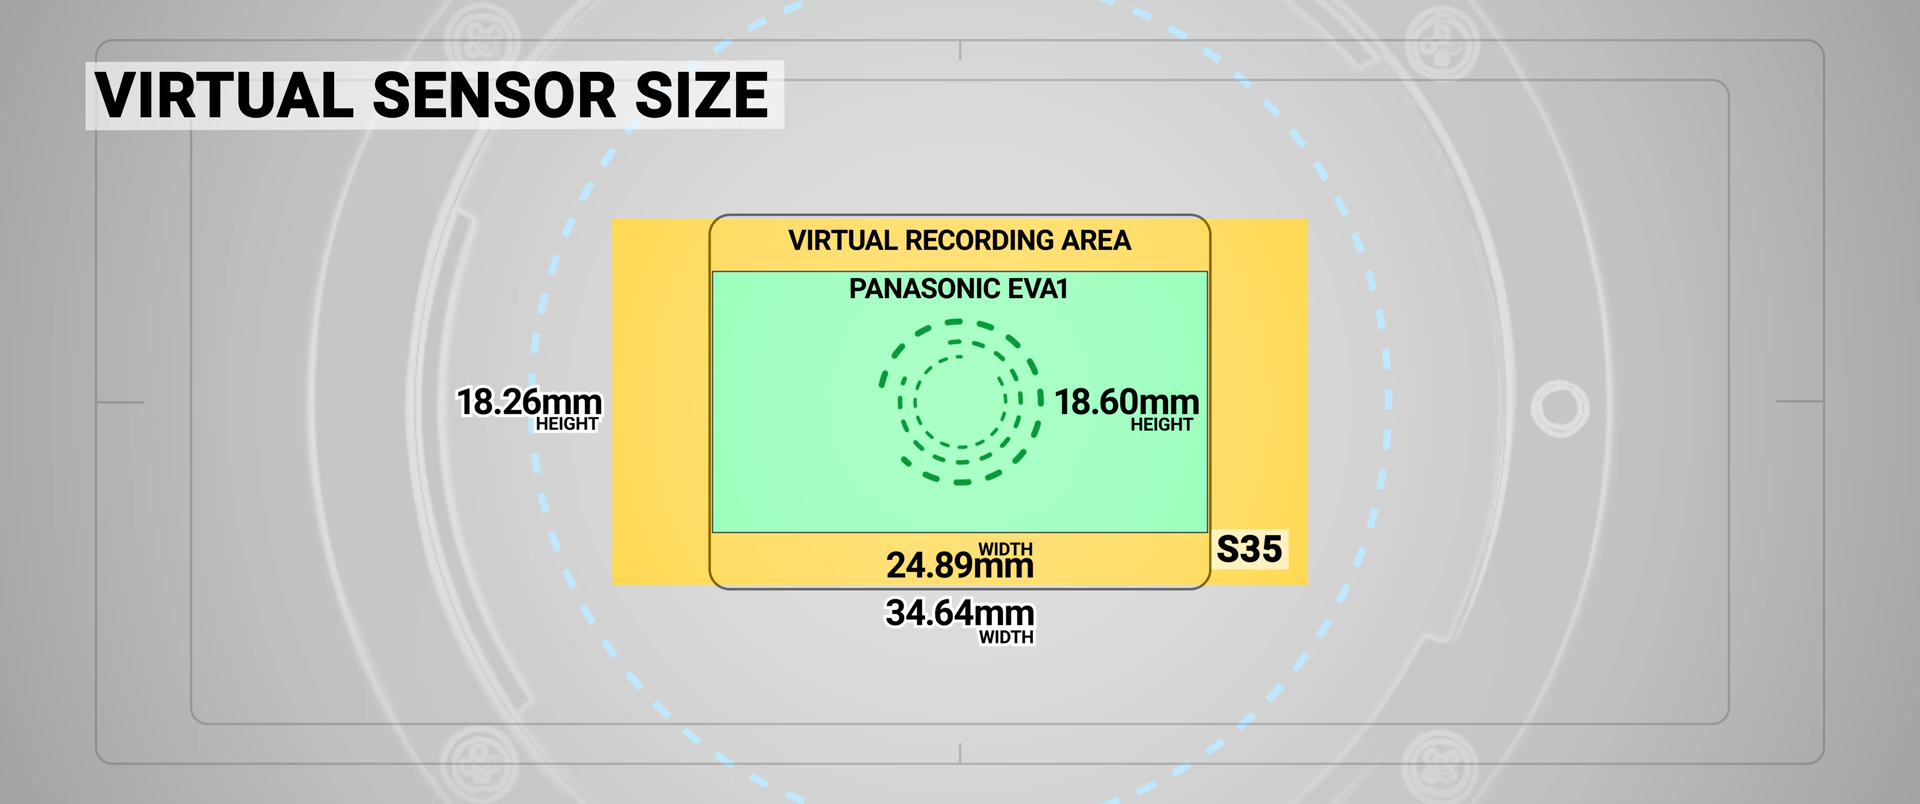 VIRTUAL SENSOR SIZE
VIRTUAL RECORDING AREA
PANASONIC EVA1
18.26mm
HEIGHT
18.60mm
HEIGHT
WIDTH
24.89mm
S35
34.64mm
WIDTH